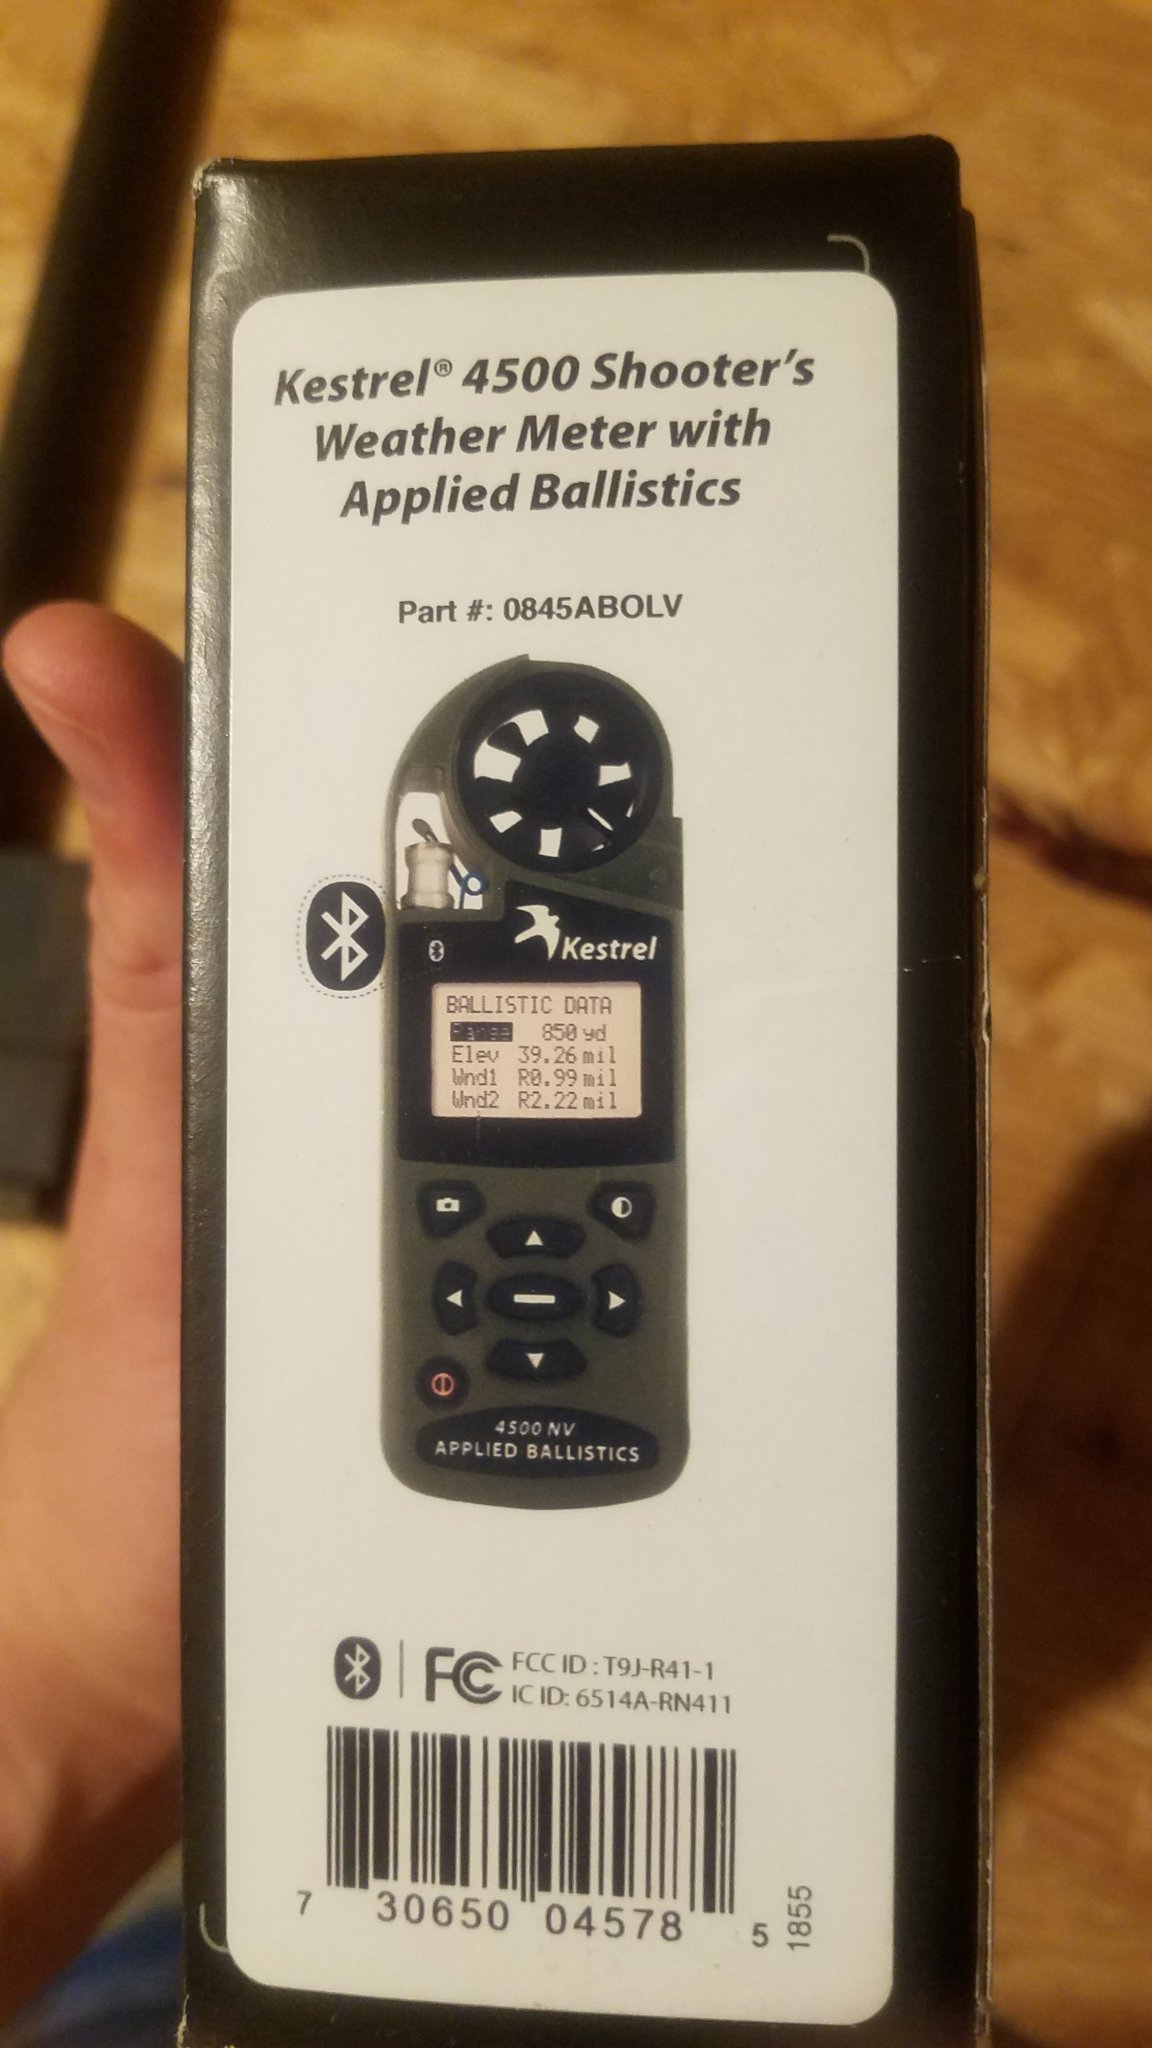 Kestrel® 4500 Shooter's
Weather Meter with
Applied Ballistics
Part #: 0845ABOLV
Kestrel
BALLISTIC DATA
Range 850 yd
Elev 39.26 mil
Wnd1 R0.99 mil
Wnd2 R2.22 mil
4500 NV
APPLIED BALLISTICS
FC FCC ID : T9J-R41-1
IC ID: 6514A-RN411
7 30650 04578 5
1855